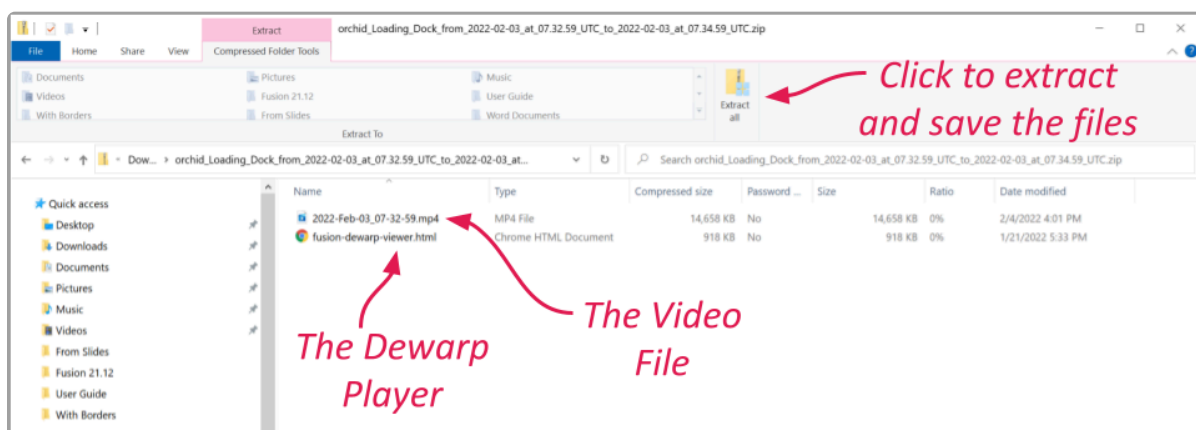 Extract
orchid_Loading_Dock_from_2022-02-03_at_07.32.59_UTC_to_2022-02-03_at_07.34.59_UTC.zip
File Home Share View Compressed Folder Tools
Documents Pictures Music
Videos Fusion 21.12 User Guide
With Borders From Slides Word Documents
Extract all
Extract To
Click to extract
and save the files
Dow... › orchid_Loading_Dock_from_2022-02-03_at_07.32.59_UTC_to_2022-02-03_at...
Search orchid_Loading_Dock_from_2022-02-03_at_07.32.59_UTC_to_2022-02-03_at_07.34.59_UTC.zip
Name Type Compressed size Password ... Size Ratio Date modified
2022-Feb-03_07-32-59.mp4 MP4 File 14,658 KB No 14,658 KB 0% 2/4/2022 4:01 PM
fusion-dewarp-viewer.html Chrome HTML Document 918 KB No 918 KB 0% 1/21/2022 5:33 PM
Quick access
Desktop
Downloads
Documents
Pictures
Music
Videos
From Slides
Fusion 21.12
User Guide
With Borders
The Dewarp
Player
The Video
File